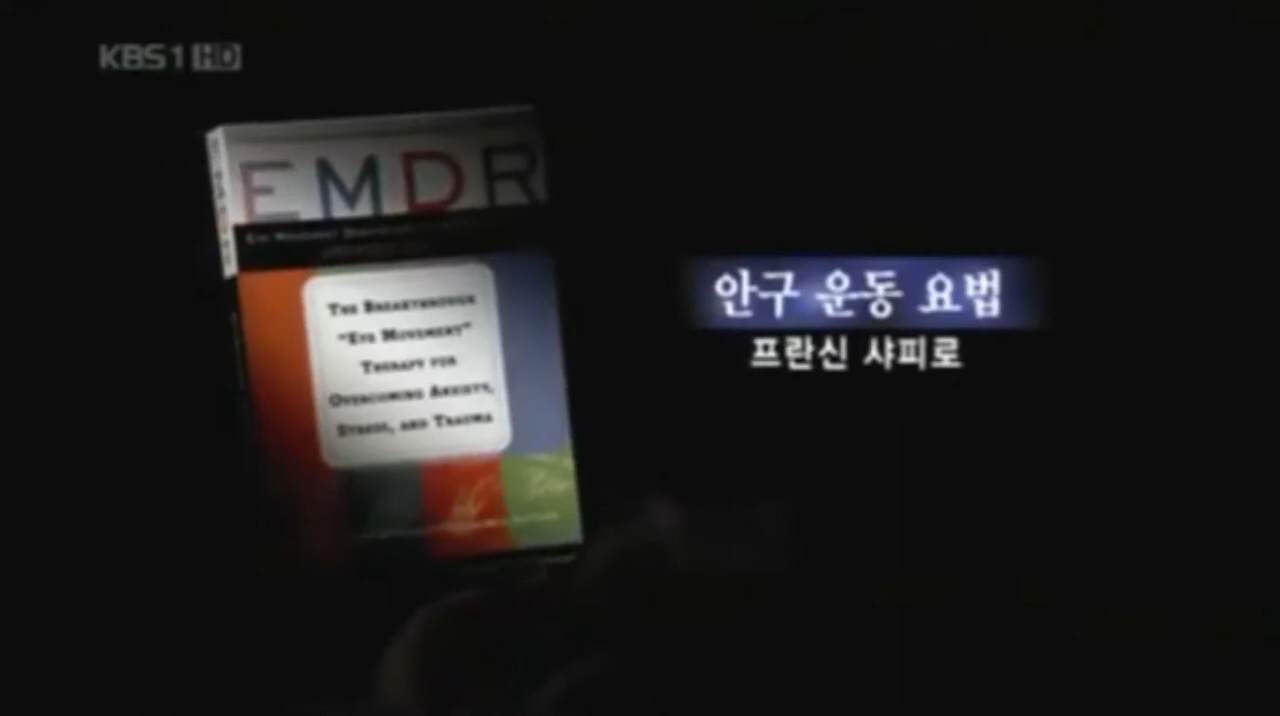 KBS1 HD
EMDR
THE BREAKTHROUGH
"EYE MOVEMENT"
THERAPY FOR
OVERCOMING ANXIETY,
STRESS, AND TRAUMA
안구 운동 요법
프란신 샤피로